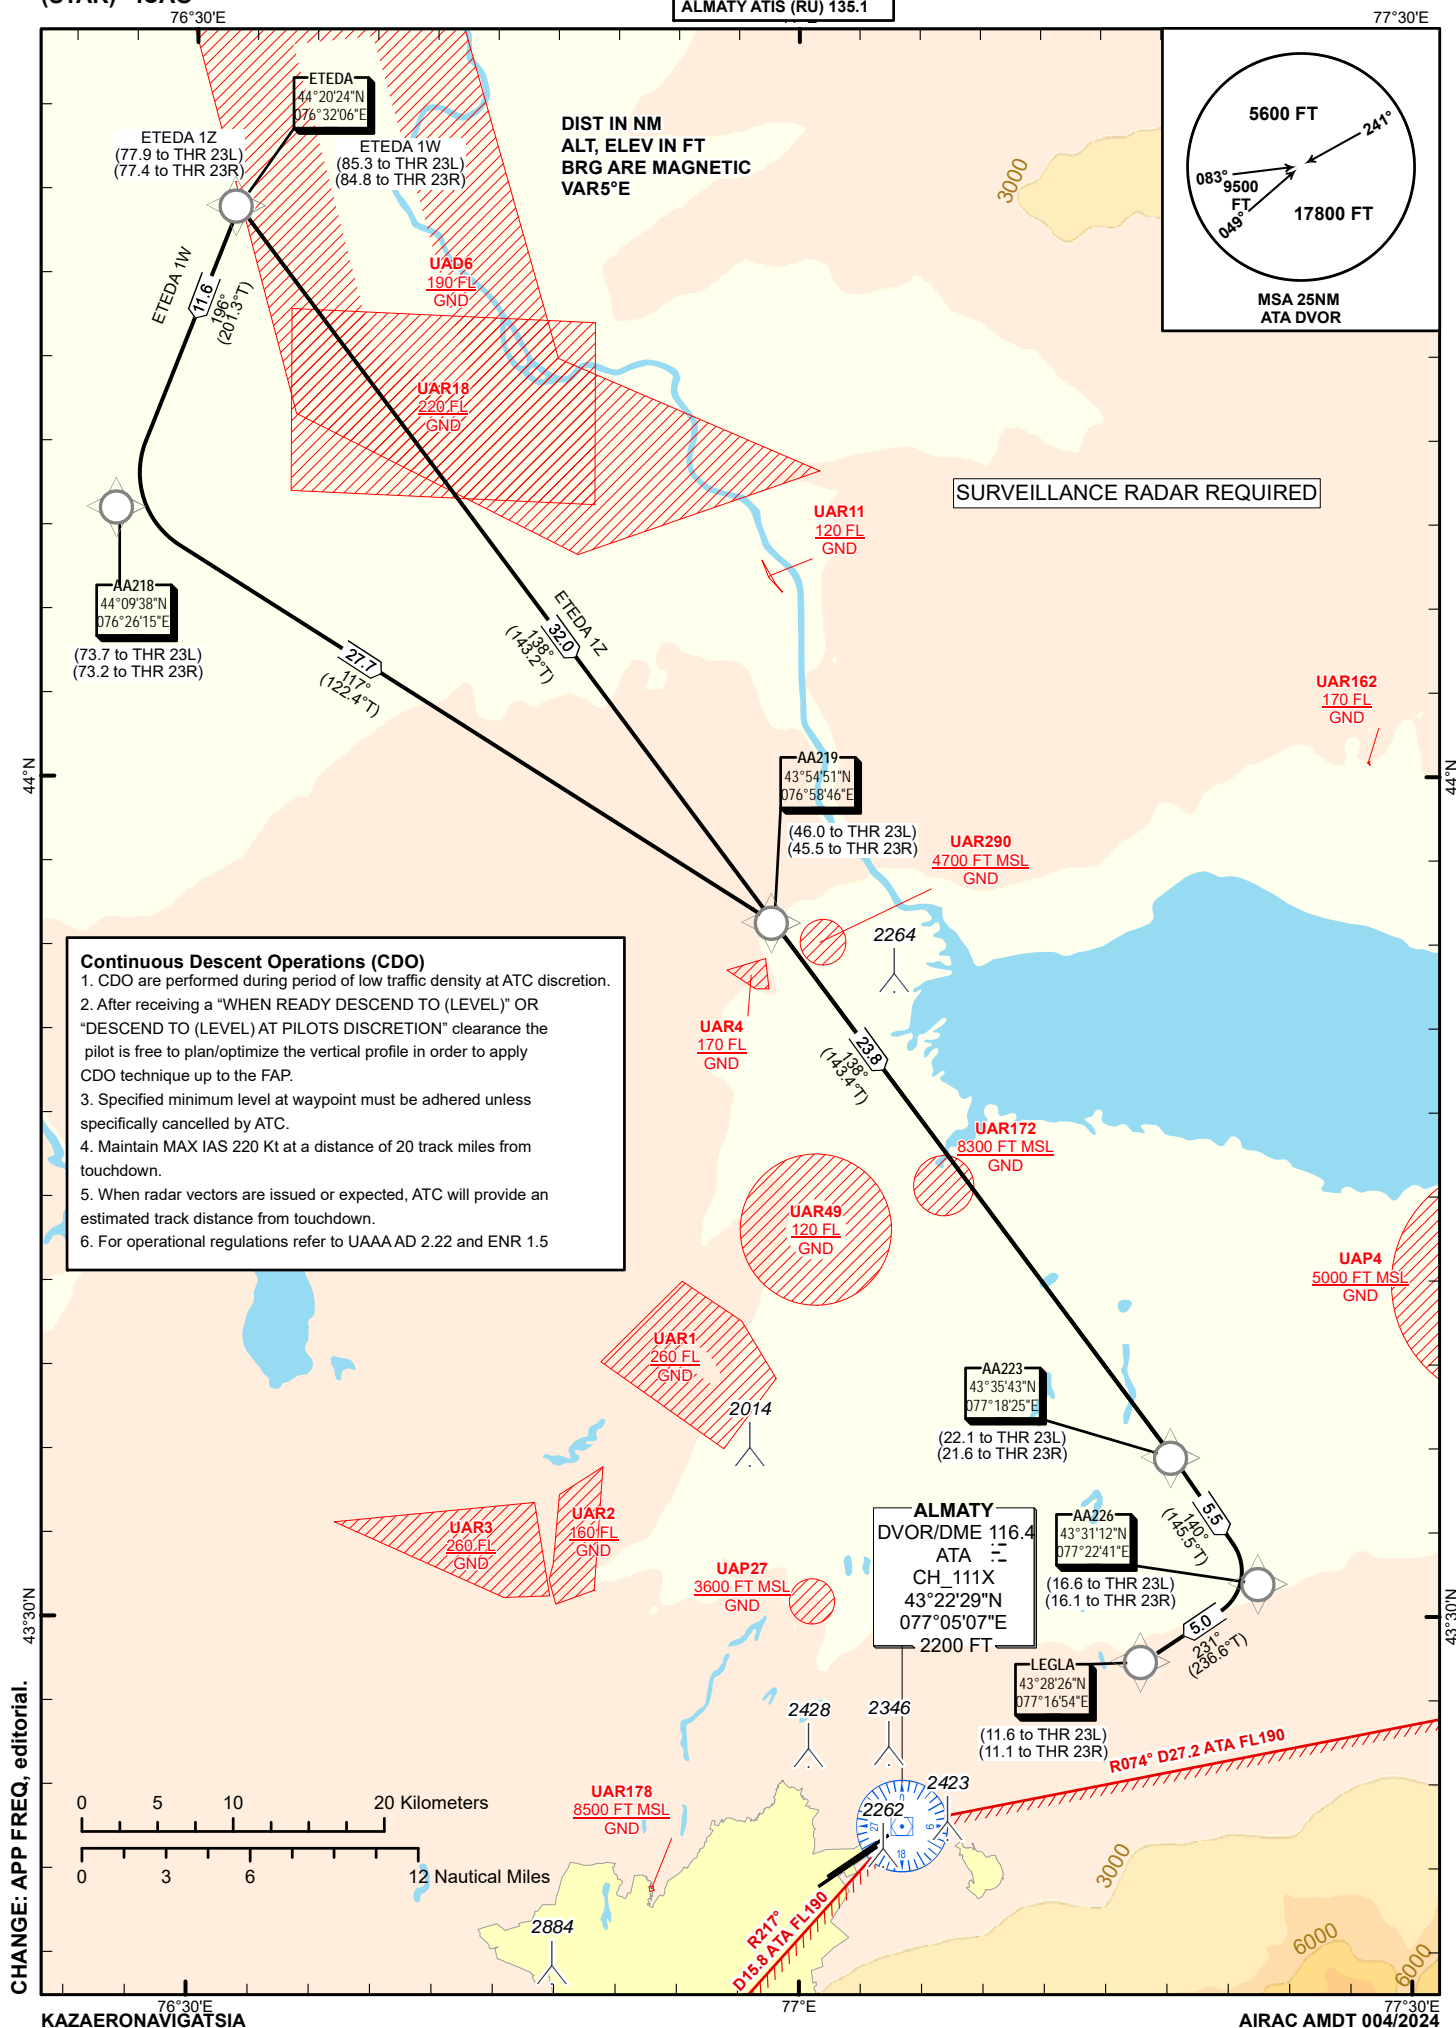 (STAR) - ICAO
ALMATY ATIS (RU) 135.1
76°30'E
77°30'E
ETEDA
44°20'24"N
076°32'06"E
ETEDA 1Z
(77.9 to THR 23L)
(77.4 to THR 23R)
ETEDA 1W
(85.3 to THR 23L)
(84.8 to THR 23R)
DIST IN NM
ALT, ELEV IN FT
BRG ARE MAGNETIC
VAR5°E
3000
5600 FT
241°
083°
9500
FT
049°
17800 FT
MSA 25NM
ATA DVOR
ETEDA 1W
11.6
196°
(201.3°T)
UAD6
190 FL
GND
UAR18
220 FL
GND
SURVEILLANCE RADAR REQUIRED
UAR11
120 FL
GND
AA218
44°09'38"N
076°26'15"E
(73.7 to THR 23L)
(73.2 to THR 23R)
ETEDA 1Z
32.0
138°
(143.2°T)
27.7
117°
(122.4°T)
UAR162
170 FL
GND
44°N
44°N
AA219
43°54'51"N
076°58'46"E
(46.0 to THR 23L)
(45.5 to THR 23R)
UAR290
4700 FT MSL
GND
2264
Continuous Descent Operations (CDO)
1. CDO are performed during period of low traffic density at ATC discretion.
2. After receiving a “WHEN READY DESCEND TO (LEVEL)” OR
“DESCEND TO (LEVEL) AT PILOTS DISCRETION” clearance the
pilot is free to plan/optimize the vertical profile in order to apply
CDO technique up to the FAP.
3. Specified minimum level at waypoint must be adhered unless
specifically cancelled by ATC.
4. Maintain MAX IAS 220 Kt at a distance of 20 track miles from
touchdown.
5. When radar vectors are issued or expected, ATC will provide an
estimated track distance from touchdown.
6. For operational regulations refer to UAAA AD 2.22 and ENR 1.5
UAR4
170 FL
GND
23.8
138°
(143.4°T)
UAR172
8300 FT MSL
GND
UAR49
120 FL
GND
UAP4
5000 FT MSL
GND
UAR1
260 FL
GND
2014
AA223
43°35'43"N
077°18'25"E
(22.1 to THR 23L)
(21.6 to THR 23R)
5.5
140°
(145.5°T)
UAR3
260 FL
GND
UAR2
160 FL
GND
UAP27
3600 FT MSL
GND
ALMATY
DVOR/DME 116.4
ATA
CH_111X
43°22'29"N
077°05'07"E
2200 FT
AA226
43°31'12"N
077°22'41"E
(16.6 to THR 23L)
(16.1 to THR 23R)
5.0
231°
(236.6°T)
43°30'N
43°30'N
LEGLA
43°28'26"N
077°16'54"E
(11.6 to THR 23L)
(11.1 to THR 23R)
R074° D27.2 ATA FL190
2428
2346
2423
2262
0
9
18
27
UAR178
8500 FT MSL
GND
0 5 10 20 Kilometers
0 3 6 12 Nautical Miles
R217°
D15.8 ATA FL190
2884
3000
6000
6000
CHANGE: APP FREQ, editorial.
76°30'E
77°E
77°30'E
KAZAERONAVIGATSIA
AIRAC AMDT 004/2024